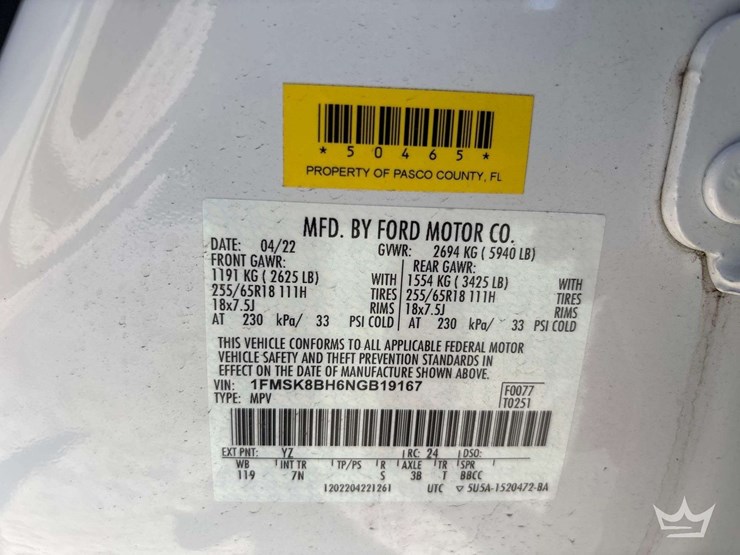 * 5 0 4 6 5 *
PROPERTY OF PASCO COUNTY, FL
MFD. BY FORD MOTOR CO.
DATE: 04/22 GVWR: 2694 KG ( 5940 LB)
FRONT GAWR: REAR GAWR:
1191 KG ( 2625 LB) WITH 1554 KG ( 3425 LB) WITH
255/65R18 111H TIRES 255/65R18 111H TIRES
18x7.5J RIMS 18x7.5J RIMS
AT 230 kPa/ 33 PSI COLD AT 230 kPa/ 33 PSI COLD
THIS VEHICLE CONFORMS TO ALL APPLICABLE FEDERAL MOTOR
VEHICLE SAFETY AND THEFT PREVENTION STANDARDS IN
EFFECT ON THE DATE OF MANUFACTURE SHOWN ABOVE.
VIN: 1FMSK8BH6NGB19167 F0077
TYPE: MPV T0251
EXT PNT: YZ RC: 24 DSO:
WB INT TR TP/PS R AXLE TR SPR
119 7N S 3B T BBCC
1202204221261 UTC ▽ 5U5A-1520472-BA